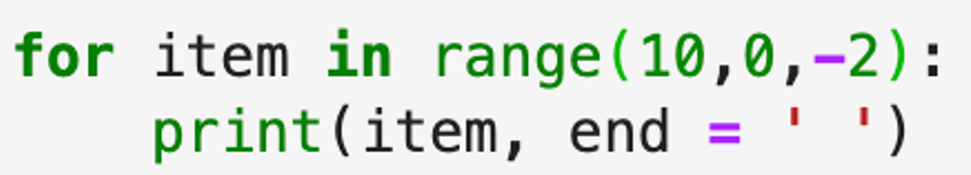 for item in range(10,0,-2):
    print(item, end = ' ')